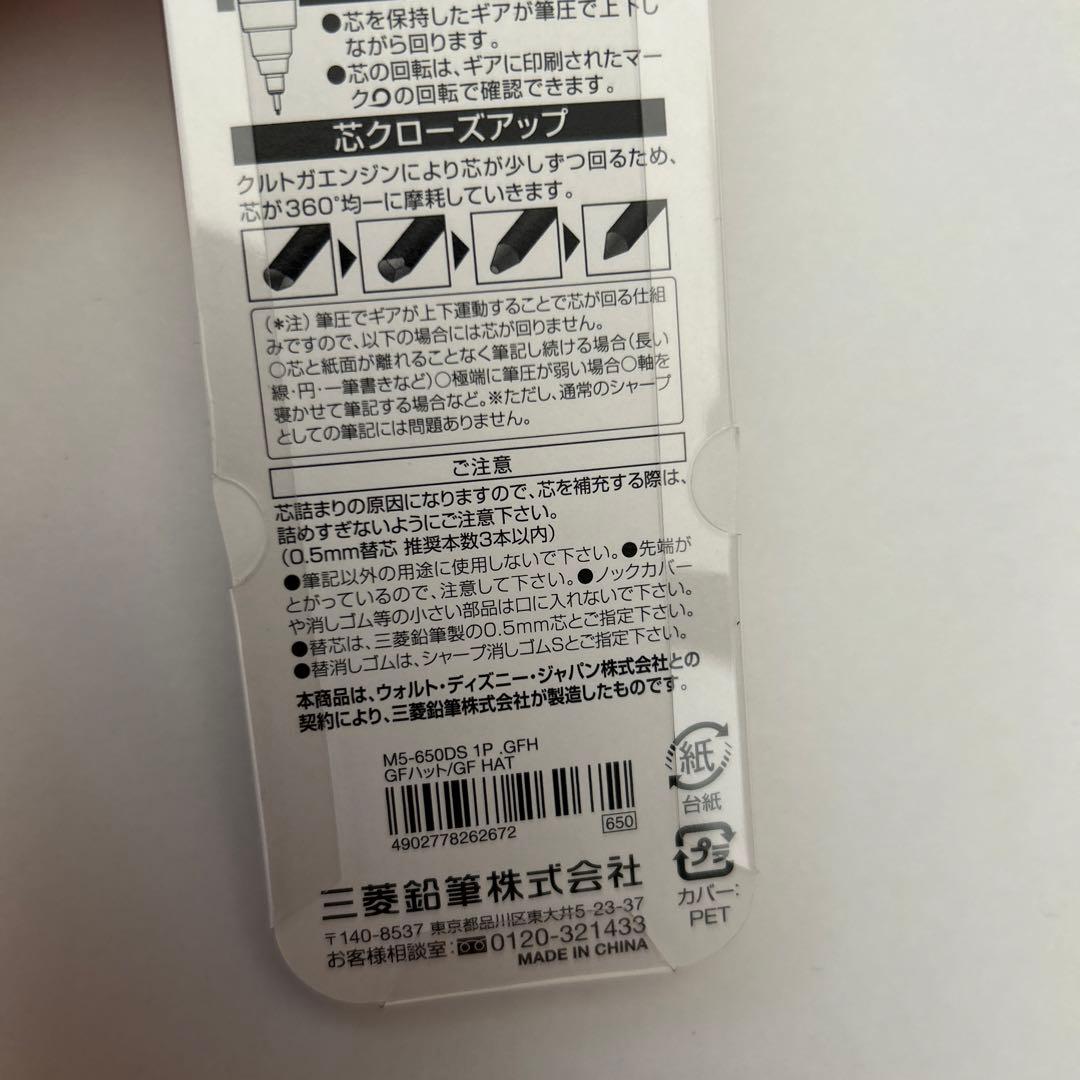 ●芯を保持したギアが筆圧で上下し
ながら回ります。
●芯の回転は、ギアに印刷されたマー
クの回転で確認できます。
芯クローズアップ
クルトガエンジンにより芯が少しずつ回るため、
芯が360°均一に摩耗していきます。
(*注) 筆圧でギアが上下運動することで芯が回る仕組
みですので、以下の場合には芯が回りません。
○芯と紙面が離れることなく筆記し続ける場合(長い
線・円・一筆書きなど)○極端に筆圧が弱い場合○軸を
寝かせて筆記する場合など。※ただし、通常のシャープ
としての筆記には問題ありません。
ご注意
芯詰まりの原因になりますので、芯を補充する際は、
詰めすぎないようにご注意下さい。
(0.5mm替芯 推奨本数3本以内)
●筆記以外の用途に使用しないで下さい。●先端が
とがっているので、注意して下さい。●ノックカバー
や消しゴム等の小さい部品は口に入れないで下さい。
●替芯は、三菱鉛筆製の0.5mm芯とご指定下さい。
●替消しゴムは、シャープ消しゴムSとご指定下さい。
本商品は、ウォルト・ディズニー・ジャパン株式会社との
契約により、三菱鉛筆株式会社が製造したものです。
M5-650DS 1P .GFH
GFハット/GF HAT
4902778262672
650
紙
台紙
プラ
カバー:
PET
三菱鉛筆株式会社
〒140-8537 東京都品川区東大井5-23-37
お客様相談室:0120-321433
MADE IN CHINA